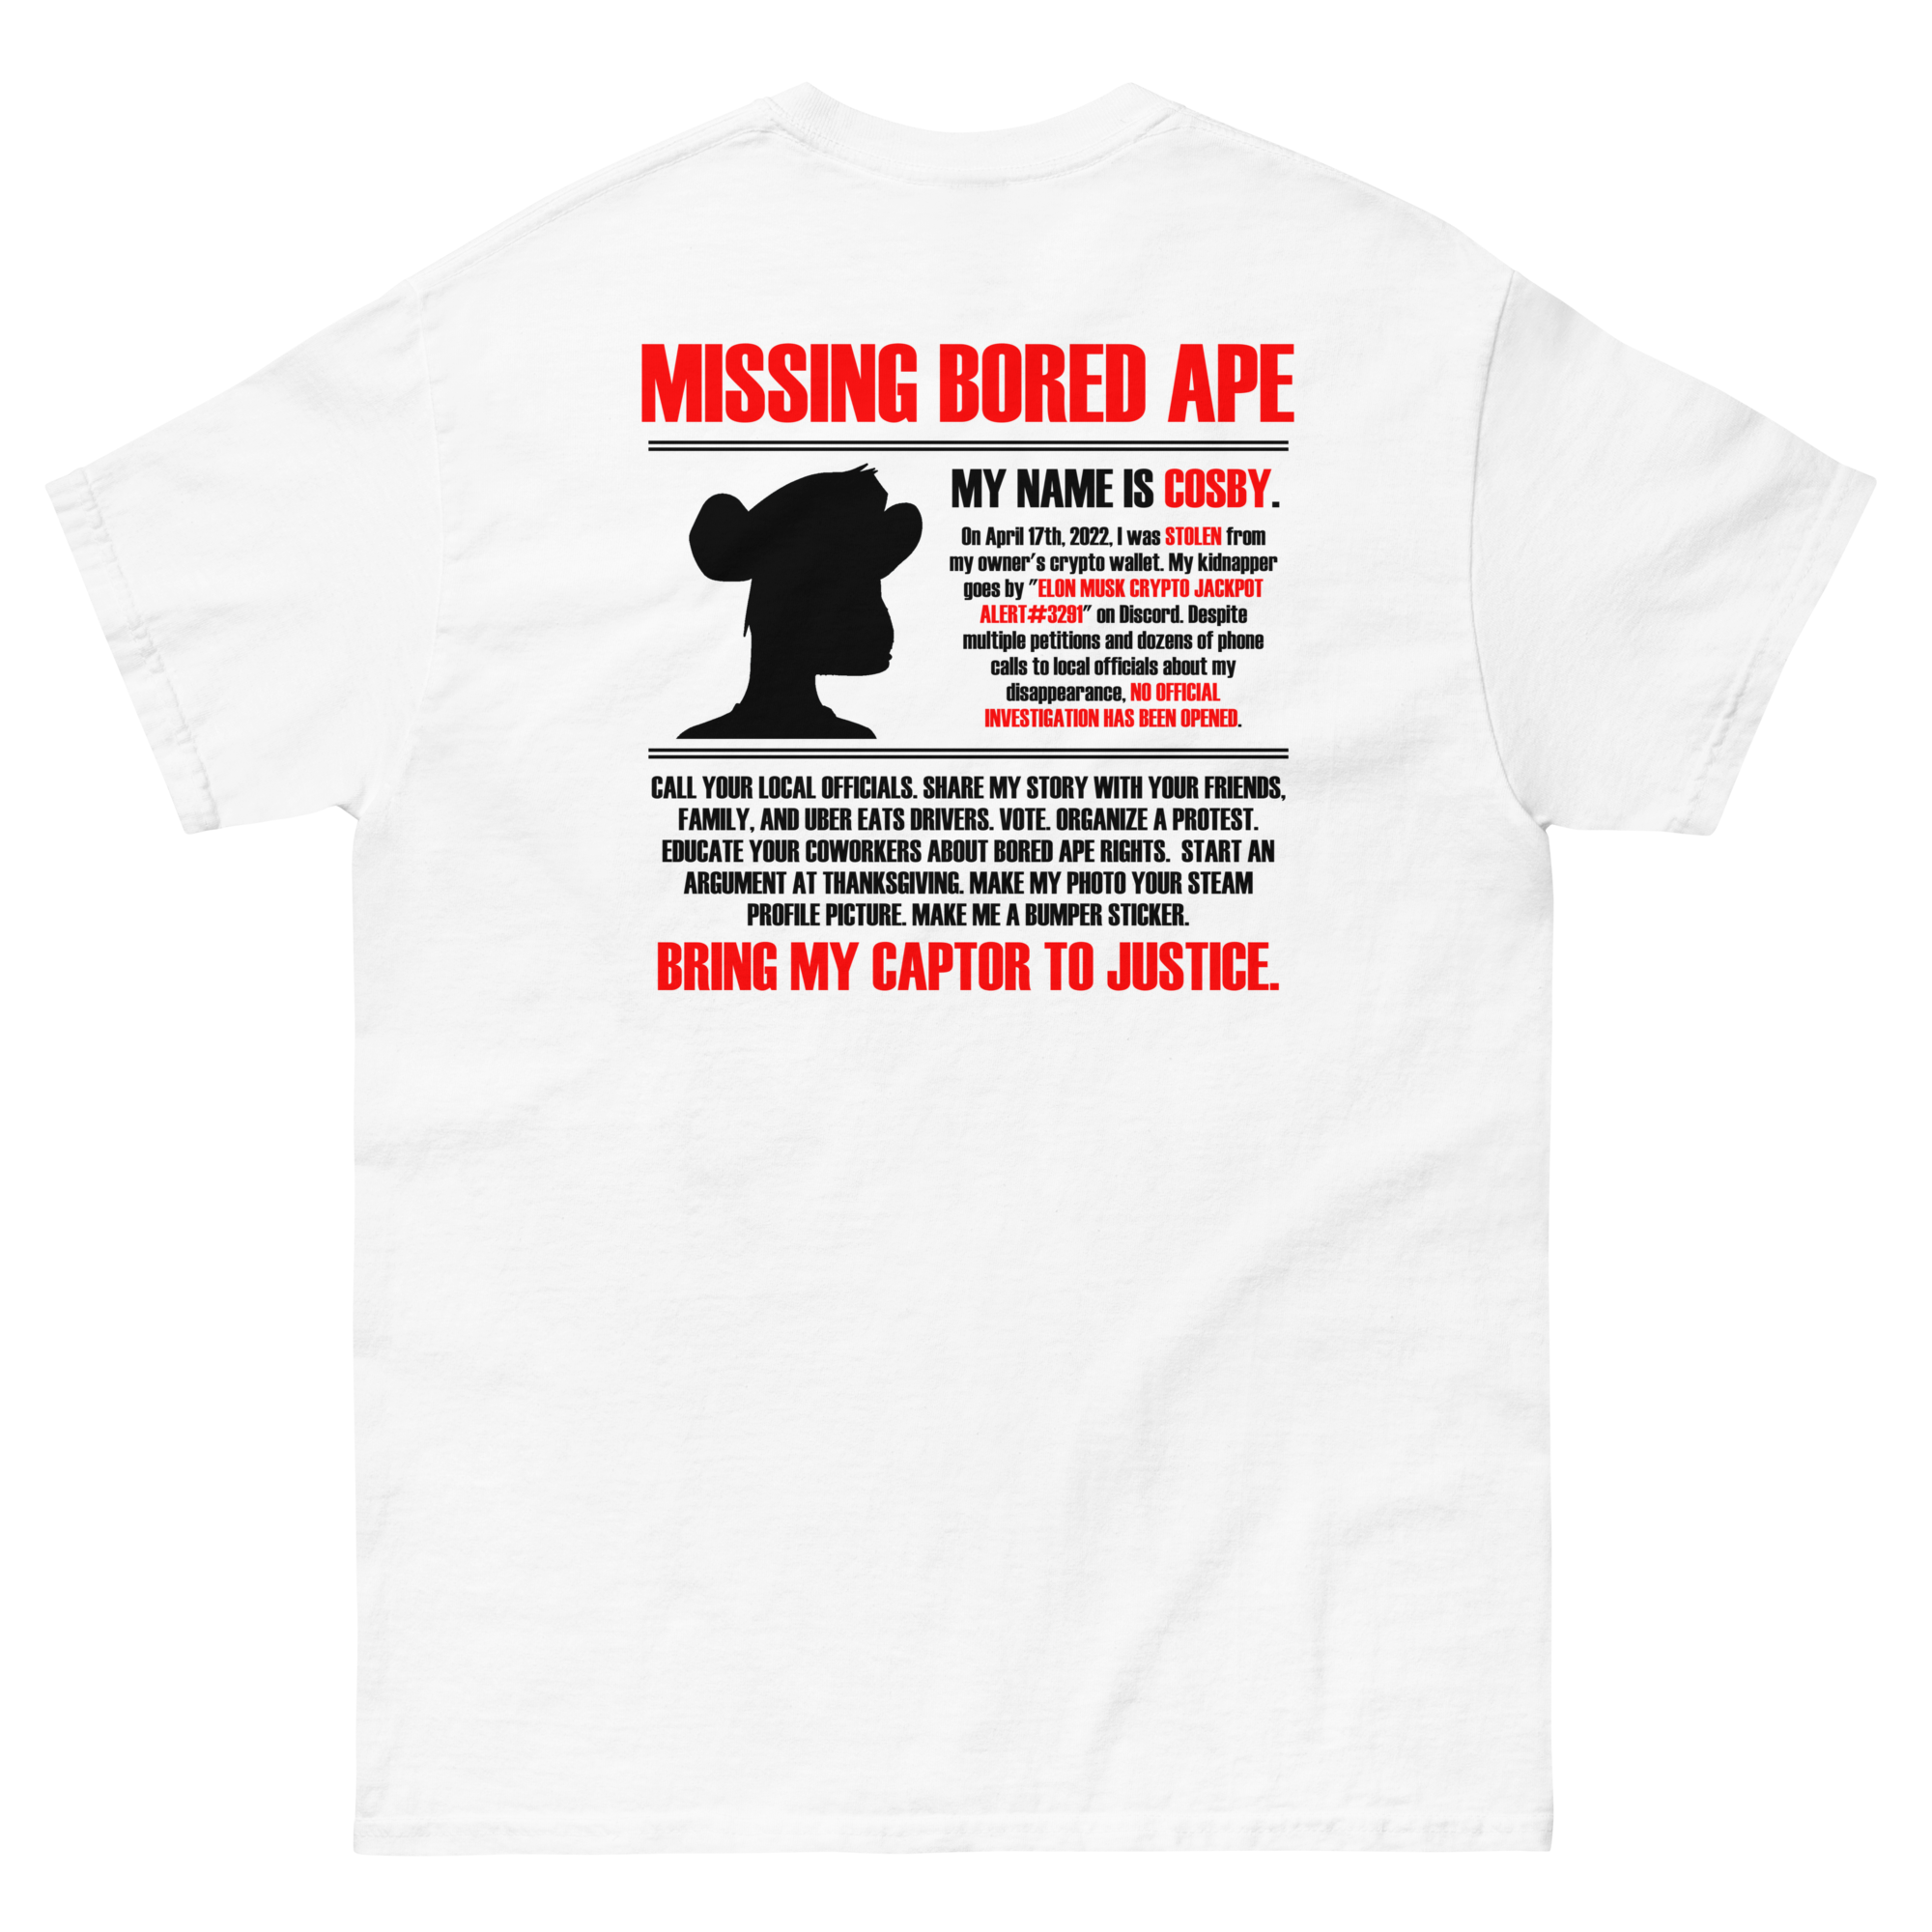 MISSING BORED APE
MY NAME IS COSBY.
On April 17th, 2022, I was STOLEN from
my owner's crypto wallet. My kidnapper
goes by "ELON MUSK CRYPTO JACKPOT
ALERT#3291" on Discord. Despite
multiple petitions and dozens of phone
calls to local officials about my
disappearance, NO OFFICIAL
INVESTIGATION HAS BEEN OPENED.
CALL YOUR LOCAL OFFICIALS. SHARE MY STORY WITH YOUR FRIENDS,
FAMILY, AND UBER EATS DRIVERS. VOTE. ORGANIZE A PROTEST.
EDUCATE YOUR COWORKERS ABOUT BORED APE RIGHTS.  START AN
ARGUMENT AT THANKSGIVING. MAKE MY PHOTO YOUR STEAM
PROFILE PICTURE. MAKE ME A BUMPER STICKER.
BRING MY CAPTOR TO JUSTICE.